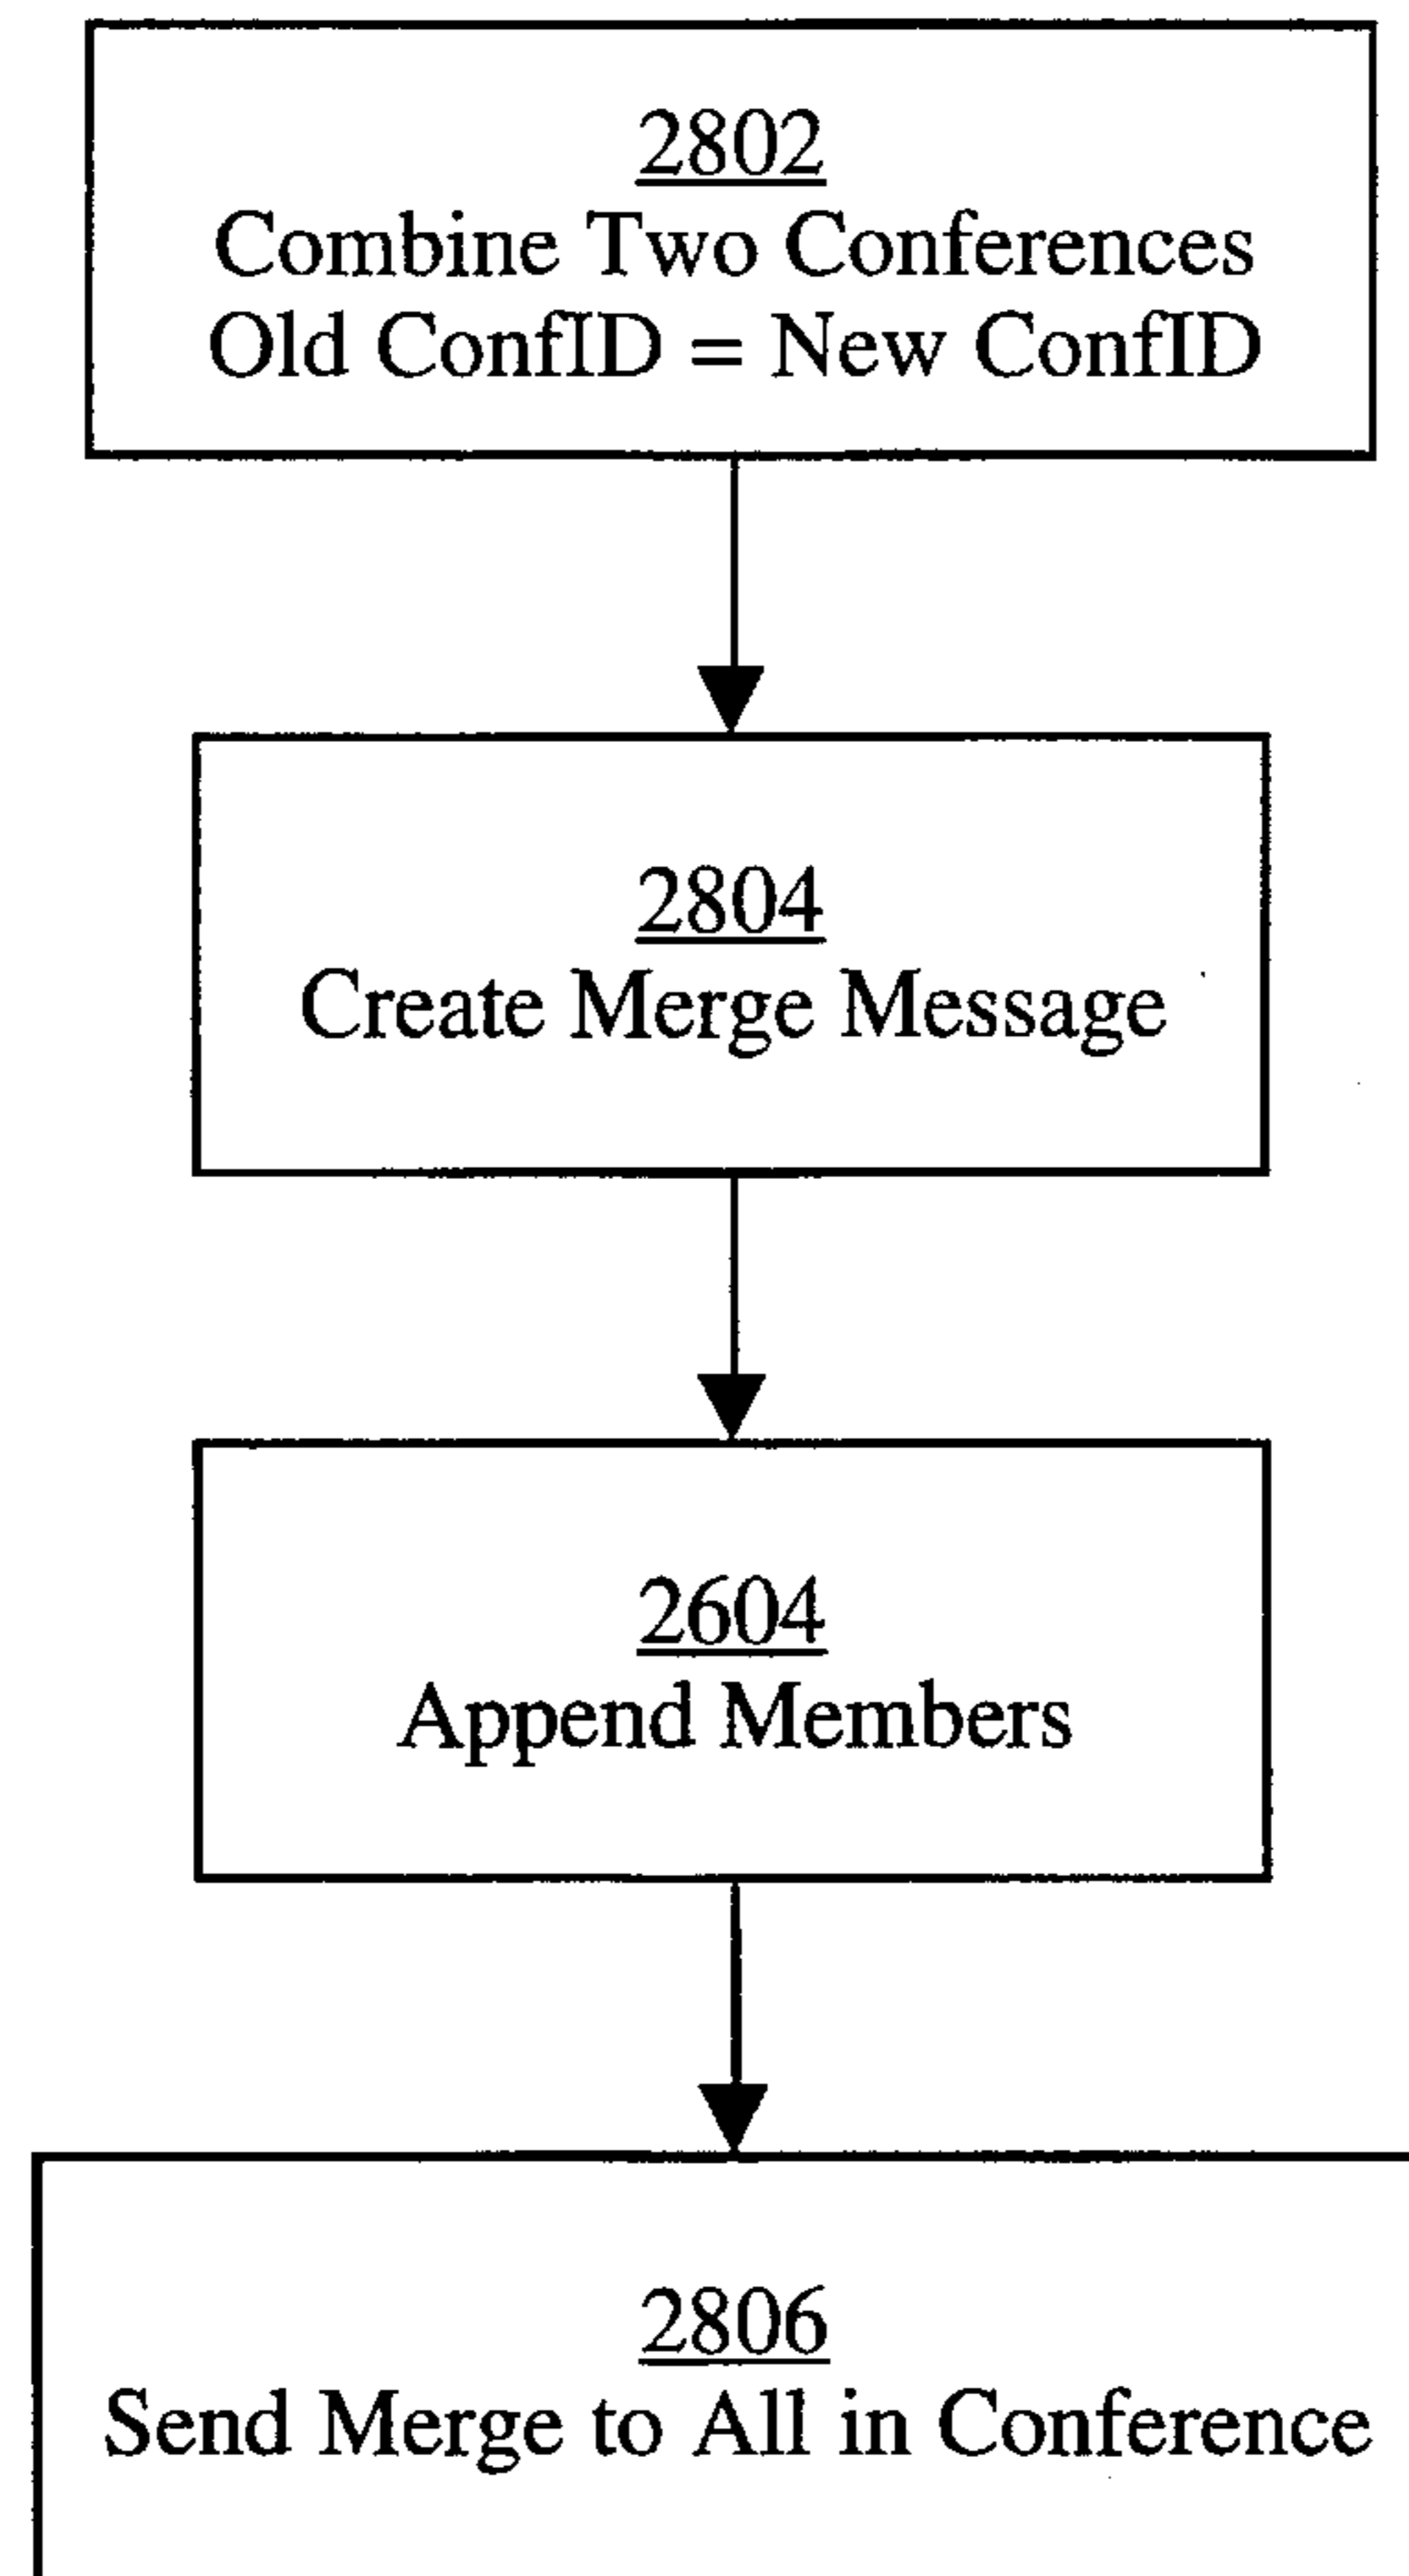 2802
Combine Two Conferences
Old ConfID = New ConfID
2804
Create Merge Message
2604
Append Members
2806
Send Merge to All in Conference